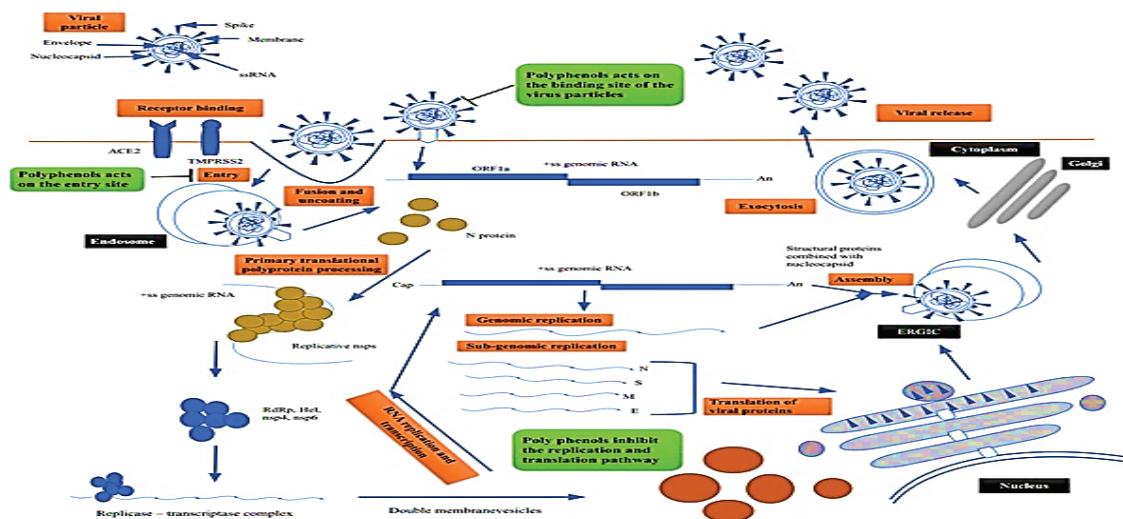 Viral
particle
Spike
Envelope
Membrane
Nucleocapsid
ssRNA
Polyphenols acts on
the binding site of the
virus particles
Receptor binding
Viral release
ACE2
TMPRSS2
Cytoplasm
Golgi
Polyphenols acts
on the entry site
Entry
+ss genomic RNA
ORF1a
An
ORF1b
Fusion and
uncoating
Exocytosis
Endosome
N protein
Structural proteins
combined with
nucleocapsid
Primary translational
polyprotein processing
+ss genomic RNA
Assembly
+ss genomic RNA
Cap
An
Genomic replication
ERGIC
Replicative nsps
Sub-genomic replication
N
S
M
E
Translation of
viral proteins
RdRp, Hel,
nsp4, nsp6
RNA replication and
transcription
Poly phenols inhibit
the replication and
translation pathway
Nucleus
Replicase – transcriptase complex
Double membranevesicles